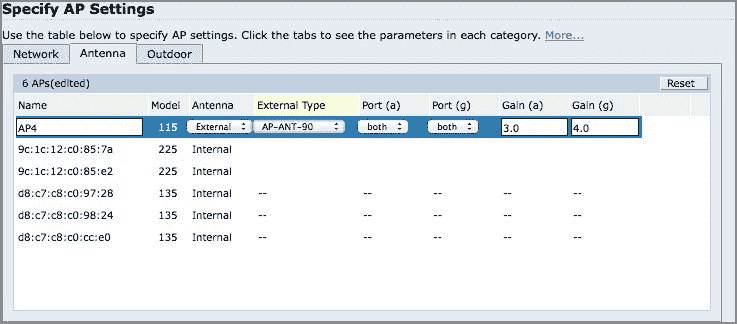 Specify AP Settings
Use the table below to specify AP settings. Click the tabs to see the parameters in each category. More...
Network Antenna Outdoor
6 APs(edited) Reset
Name Model Antenna External Type Port (a) Port (g) Gain (a) Gain (g)
AP4 115 External AP-ANT-90 both both 3.0 4.0
9c:1c:12:c0:85:7a 225 Internal
9c:1c:12:c0:85:e2 225 Internal
d8:c7:c8:c0:97:28 135 Internal -- -- -- -- --
d8:c7:c8:c0:98:24 135 Internal -- -- -- -- --
d8:c7:c8:c0:cc:e0 135 Internal -- -- -- -- --